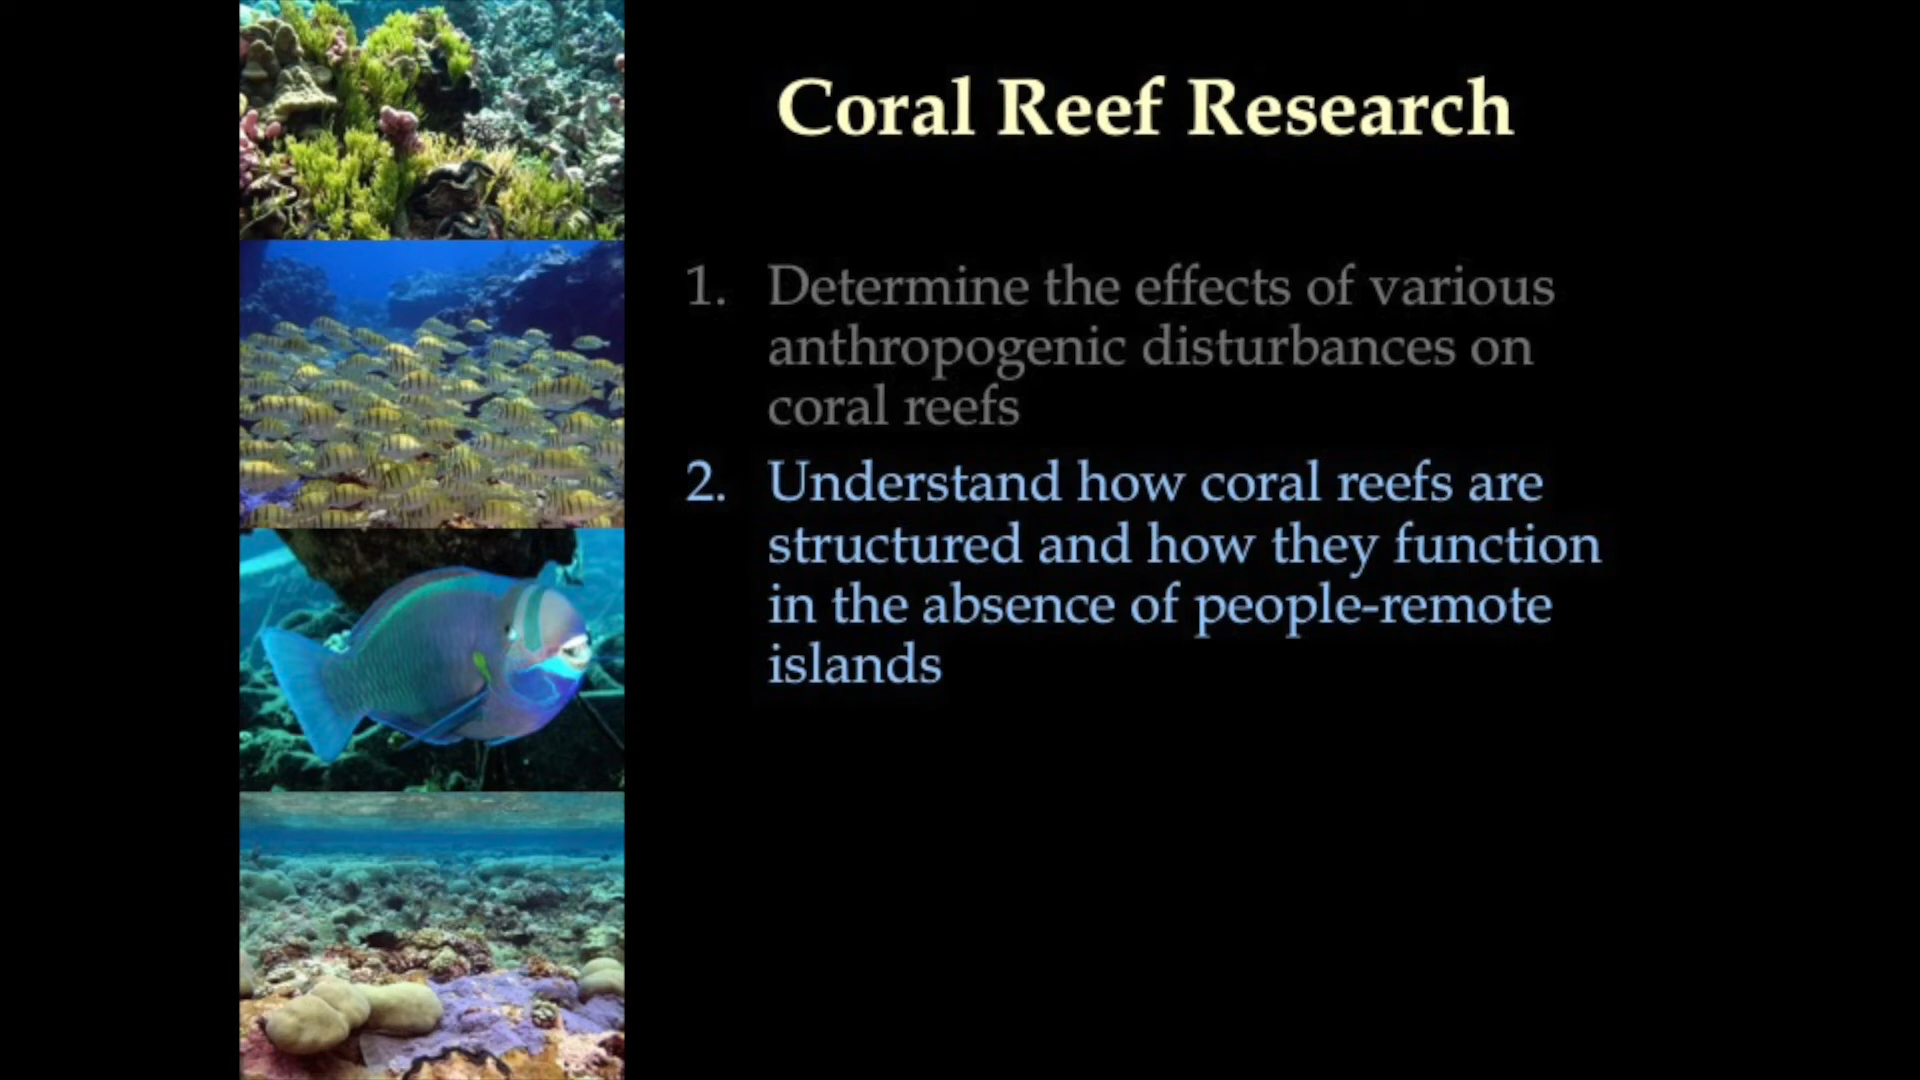 Coral Reef Research
1. Determine the effects of various
anthropogenic disturbances on
coral reefs
2. Understand how coral reefs are
structured and how they function
in the absence of people-remote
islands